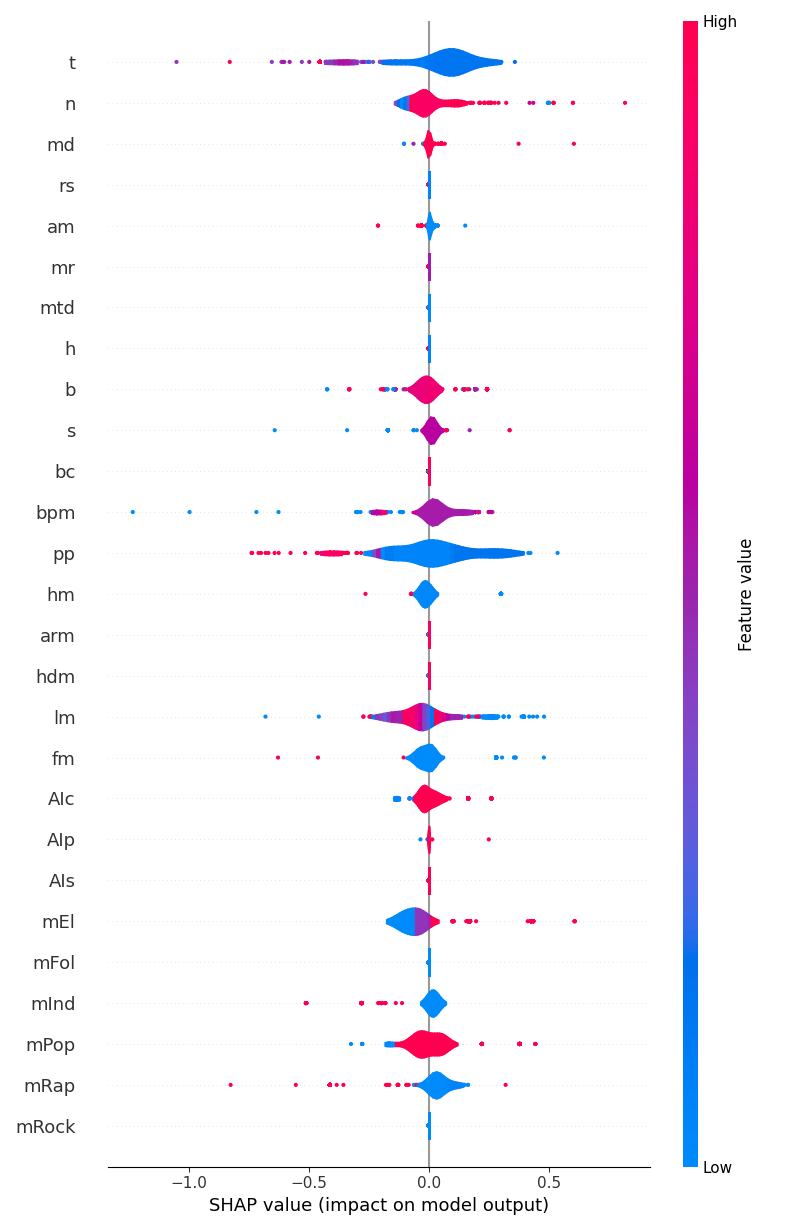 High
t
n
md
rs
am
mr
mtd
h
b
s
bc
bpm
pp
hm
arm
hdm
lm
fm
AIc
AIp
AIs
mEl
mFol
mInd
mPop
mRap
mRock
Feature value
Low
−1.0 −0.5 0.0 0.5
SHAP value (impact on model output)